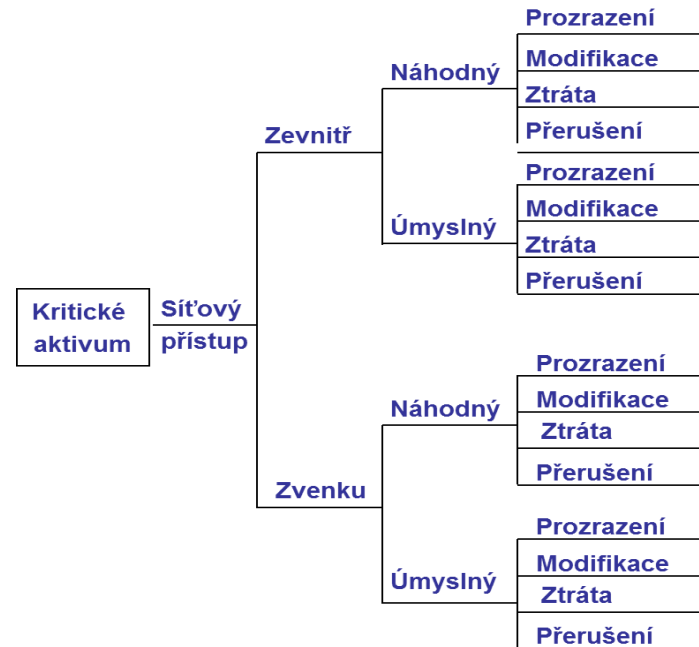 Prozrazení
Náhodný
Modifikace
Ztráta
Přerušení
Zevnitř
Prozrazení
Modifikace
Úmyslný
Ztráta
Přerušení
Kritické
aktivum
Síťový
přístup
Prozrazení
Náhodný
Modifikace
Ztráta
Přerušení
Zvenku
Prozrazení
Modifikace
Úmyslný
Ztráta
Přerušení